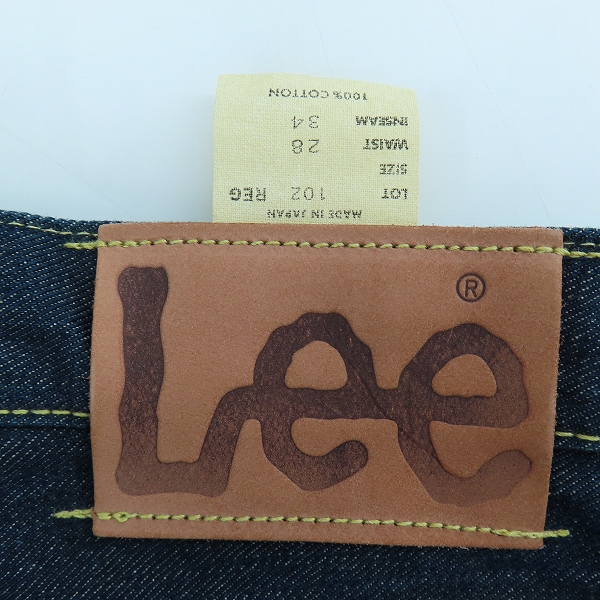 MADE IN JAPAN
LOT 102 REG
SIZE
WAIST 28
INSEAM 34
100% COTTON
Lee ®